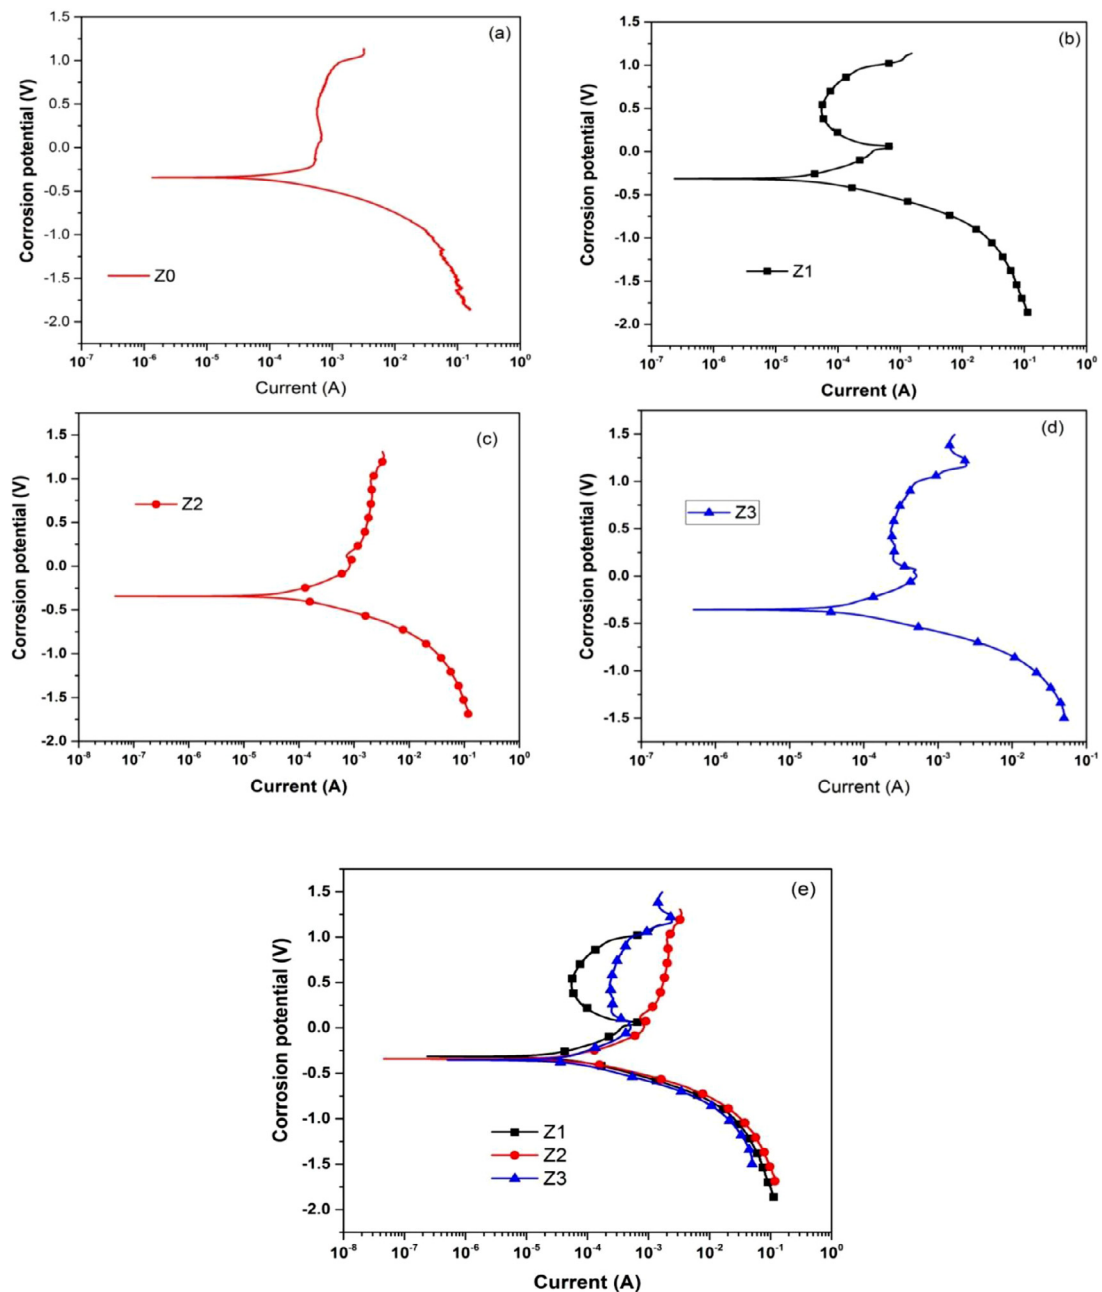 (a)
Corrosion potential (V)
1.5
1.0
0.5
0.0
-0.5
-1.0
-1.5
-2.0
Z0
10⁻⁷ 10⁻⁶ 10⁻⁵ 10⁻⁴ 10⁻³ 10⁻² 10⁻¹ 10⁰
Current (A)
(b)
Corrosion potential (V)
1.5
1.0
0.5
0.0
-0.5
-1.0
-1.5
-2.0
Z1
10⁻⁷ 10⁻⁶ 10⁻⁵ 10⁻⁴ 10⁻³ 10⁻² 10⁻¹ 10⁰
Current (A)
(c)
Corrosion potential (V)
1.5
1.0
0.5
0.0
-0.5
-1.0
-1.5
-2.0
Z2
10⁻⁸ 10⁻⁷ 10⁻⁶ 10⁻⁵ 10⁻⁴ 10⁻³ 10⁻² 10⁻¹ 10⁰
Current (A)
(d)
Corrosion potential (V)
1.5
1.0
0.5
0.0
-0.5
-1.0
-1.5
Z3
10⁻⁷ 10⁻⁶ 10⁻⁵ 10⁻⁴ 10⁻³ 10⁻² 10⁻¹
Current (A)
(e)
Corrosion potential (V)
1.5
1.0
0.5
0.0
-0.5
-1.0
-1.5
-2.0
Z1
Z2
Z3
10⁻⁸ 10⁻⁷ 10⁻⁶ 10⁻⁵ 10⁻⁴ 10⁻³ 10⁻² 10⁻¹ 10⁰
Current (A)